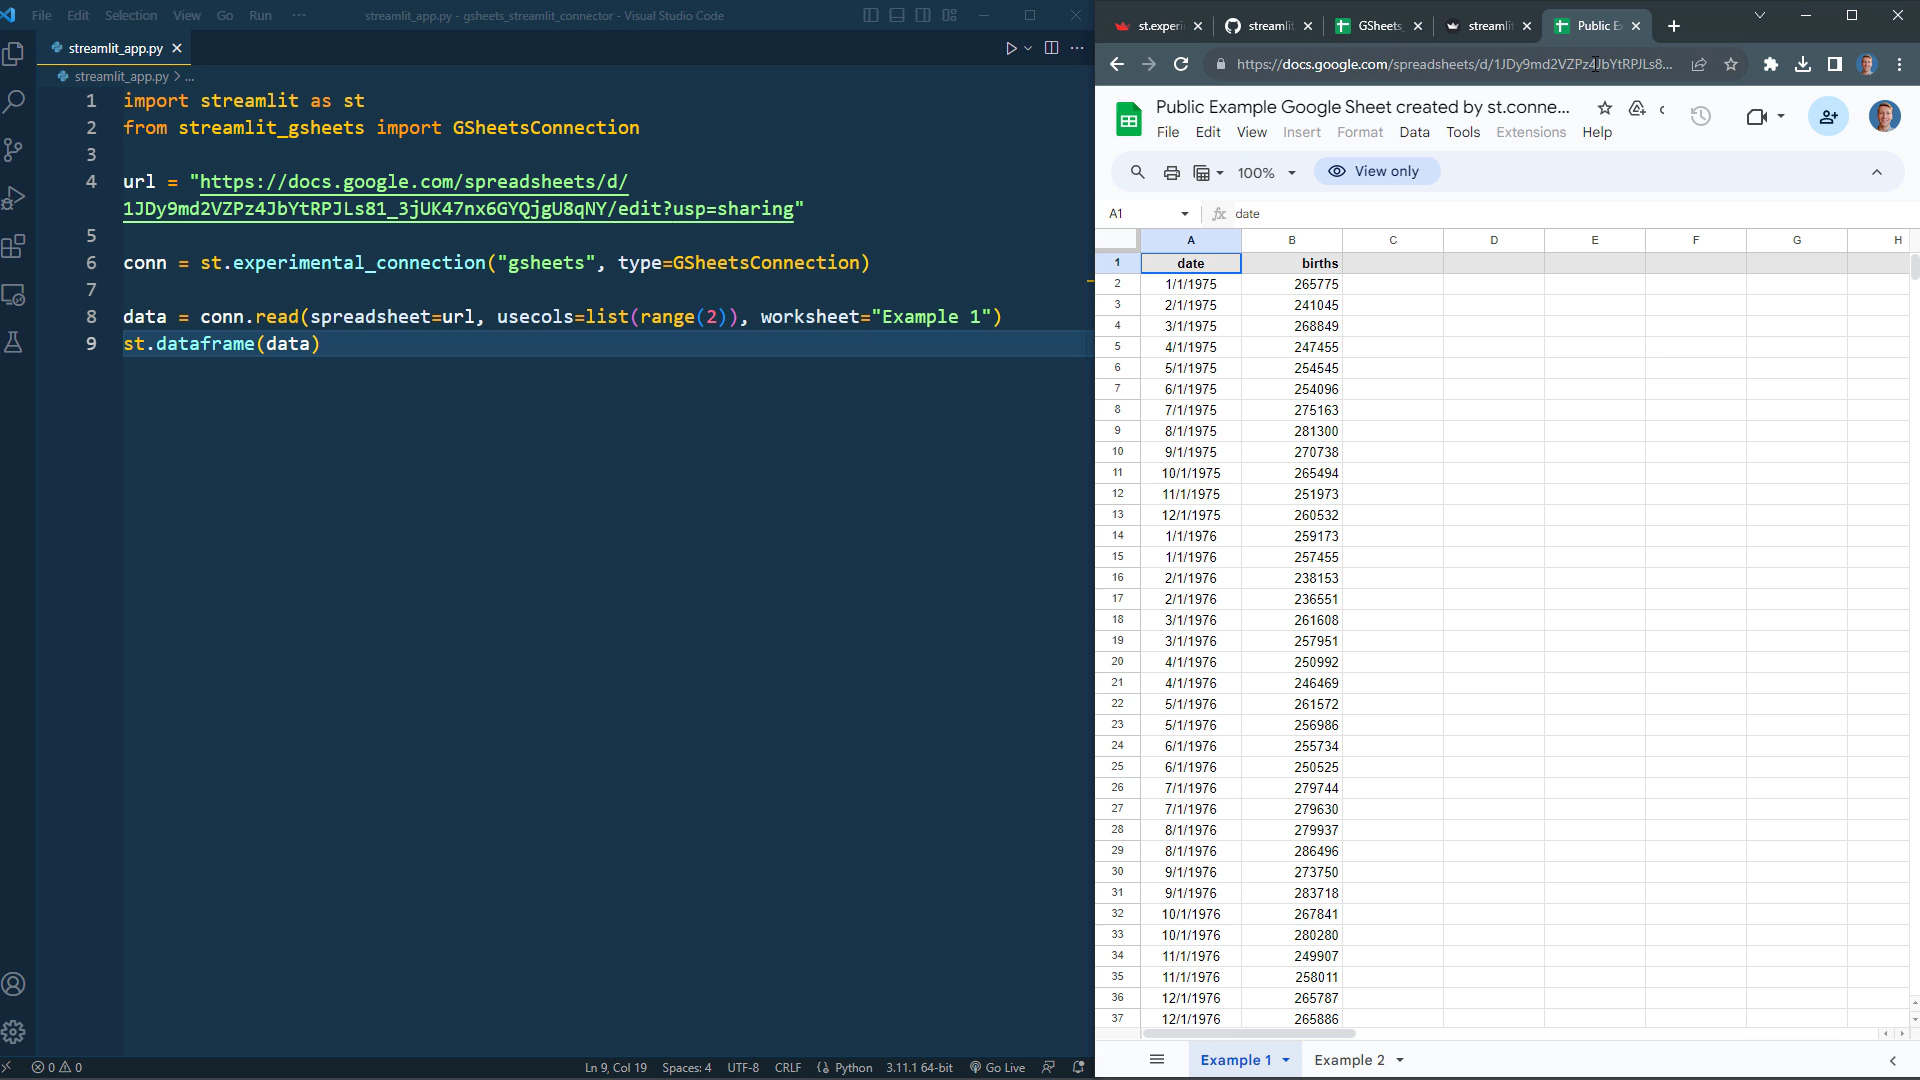 File Edit Selection View Go Run ···
streamlit_app.py - gsheets_streamlit_connector - Visual Studio Code
streamlit_app.py
streamlit_app.py > ...
1 import streamlit as st
2 from streamlit_gsheets import GSheetsConnection
3
4 url = "https://docs.google.com/spreadsheets/d/
1JDy9md2VZPz4JbYtRPJLs81_3jUK47nx6GYQjgU8qNY/edit?usp=sharing"
5
6 conn = st.experimental_connection("gsheets", type=GSheetsConnection)
7
8 data = conn.read(spreadsheet=url, usecols=list(range(2)), worksheet="Example 1")
9 st.dataframe(data)
0 0
Ln 9, Col 19 Spaces: 4 UTF-8 CRLF Python 3.11.1 64-bit Go Live
st.experi streamlit GSheets_ streamlit Public E
https://docs.google.com/spreadsheets/d/1JDy9md2VZPz4JbYtRPJLs8...
Public Example Google Sheet created by st.conne...
File Edit View Insert Format Data Tools Extensions Help
100% View only
A1 fx date
A B C D E F G H
1 date births
2 1/1/1975 265775
3 2/1/1975 241045
4 3/1/1975 268849
5 4/1/1975 247455
6 5/1/1975 254545
7 6/1/1975 254096
8 7/1/1975 275163
9 8/1/1975 281300
10 9/1/1975 270738
11 10/1/1975 265494
12 11/1/1975 251973
13 12/1/1975 260532
14 1/1/1976 259173
15 1/1/1976 257455
16 2/1/1976 238153
17 2/1/1976 236551
18 3/1/1976 261608
19 3/1/1976 257951
20 4/1/1976 250992
21 4/1/1976 246469
22 5/1/1976 261572
23 5/1/1976 256986
24 6/1/1976 255734
25 6/1/1976 250525
26 7/1/1976 279744
27 7/1/1976 279630
28 8/1/1976 279937
29 8/1/1976 286496
30 9/1/1976 273750
31 9/1/1976 283718
32 10/1/1976 267841
33 10/1/1976 280280
34 11/1/1976 249907
35 11/1/1976 258011
36 12/1/1976 265787
37 12/1/1976 265886
Example 1 Example 2